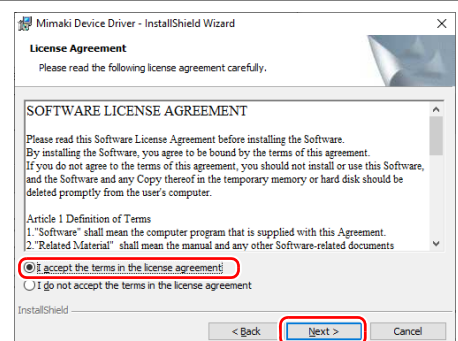 Mimaki Device Driver - InstallShield Wizard
License Agreement
Please read the following license agreement carefully.
SOFTWARE LICENSE AGREEMENT
Please read this Software License Agreement before installing the Software.
By installing the Software, you agree to be bound by the terms of this agreement.
If you do not agree to the terms of this agreement, you should not install or use this Software,
and the Software and any Copy thereof in the temporary memory or hard disk should be
deleted promptly from the user's computer.
Article 1 Definition of Terms
1."Software" shall mean the computer program that is supplied with this Agreement.
2."Related Material" shall mean the manual and any other Software-related documents
I accept the terms in the license agreement
I do not accept the terms in the license agreement
InstallShield
< Back Next > Cancel